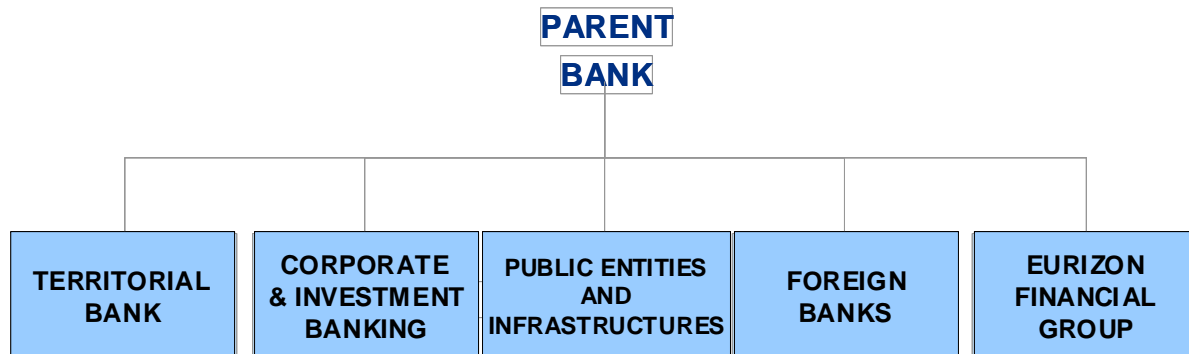 PARENT
BANK
TERRITORIAL
BANK
CORPORATE
& INVESTMENT
BANKING
PUBLIC ENTITIES
AND
INFRASTRUCTURES
FOREIGN
BANKS
EURIZON
FINANCIAL
GROUP